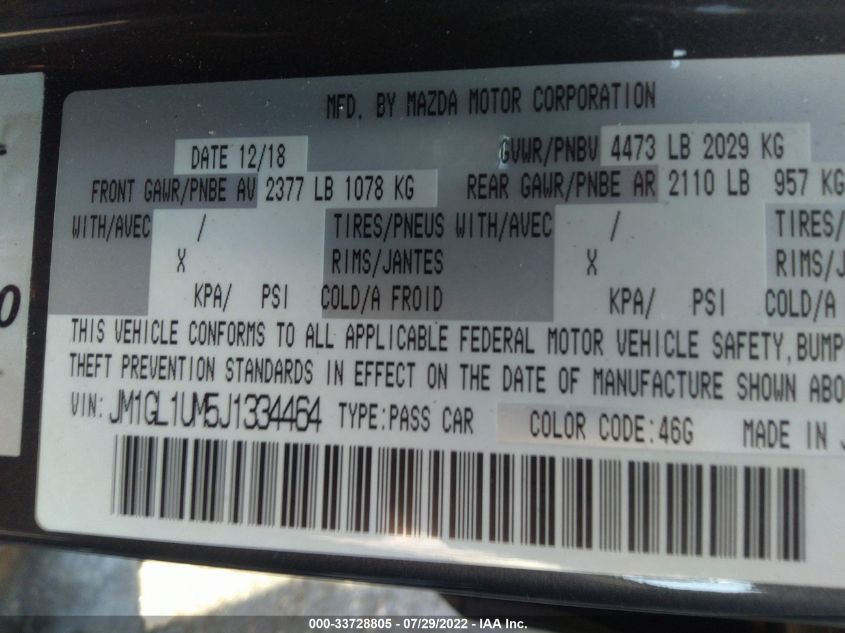 MFD. BY MAZDA MOTOR CORPORATION
DATE 12/18 GVWR/PNBV 4473 LB 2029 KG
FRONT GAWR/PNBE AV 2377 LB 1078 KG REAR GAWR/PNBE AR 2110 LB 957 KG
WITH/AVEC / TIRES/PNEUS WITH/AVEC / TIRES/
X RIMS/JANTES X RIMS/J
KPA/ PSI COLD/A FROID KPA/ PSI COLD/A
THIS VEHICLE CONFORMS TO ALL APPLICABLE FEDERAL MOTOR VEHICLE SAFETY, BUMP
THEFT PREVENTION STANDARDS IN EFFECT ON THE DATE OF MANUFACTURE SHOWN ABO
VIN: JM1GL1UM5J1334464 TYPE:PASS CAR COLOR CODE:46G MADE IN J
0
000-33728805 - 07/29/2022 - IAA Inc.